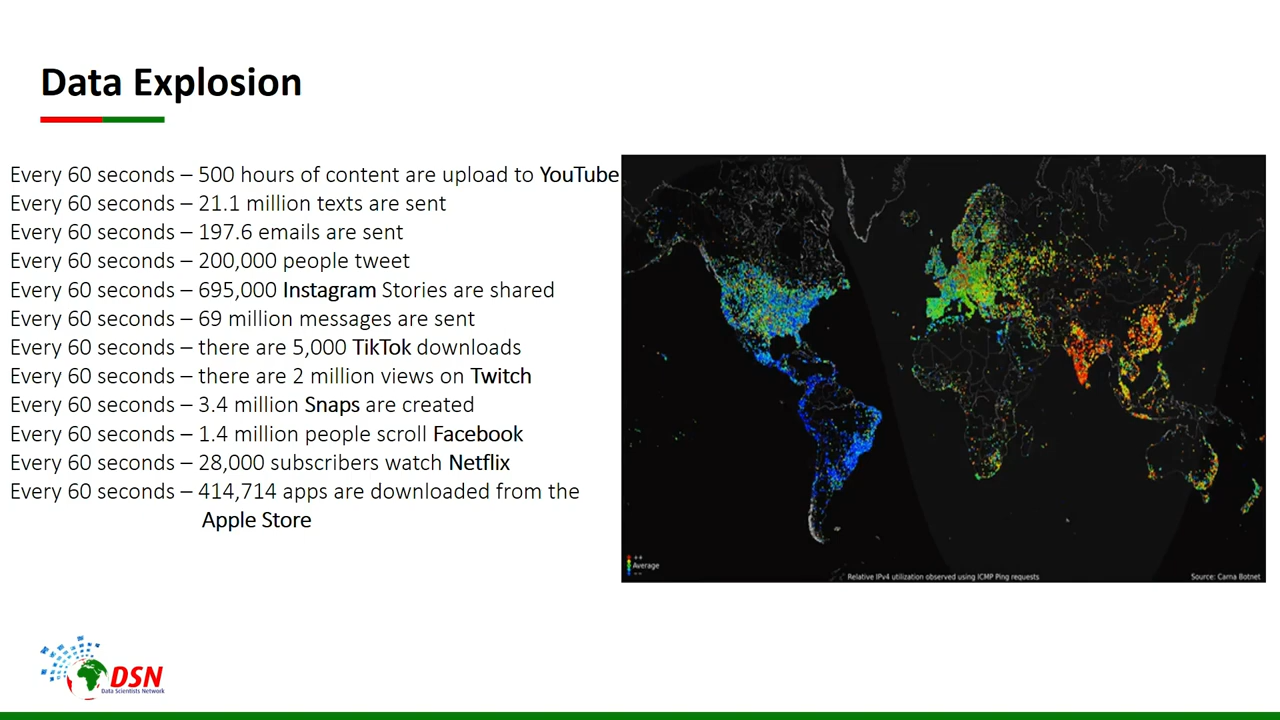 Data Explosion
Every 60 seconds – 500 hours of content are upload to YouTube
Every 60 seconds – 21.1 million texts are sent
Every 60 seconds – 197.6 emails are sent
Every 60 seconds – 200,000 people tweet
Every 60 seconds – 695,000 Instagram Stories are shared
Every 60 seconds – 69 million messages are sent
Every 60 seconds – there are 5,000 TikTok downloads
Every 60 seconds – there are 2 million views on Twitch
Every 60 seconds – 3.4 million Snaps are created
Every 60 seconds – 1.4 million people scroll Facebook
Every 60 seconds – 28,000 subscribers watch Netflix
Every 60 seconds – 414,714 apps are downloaded from the
Apple Store
++
Average
--
Relative IPv4 utilization observed using ICMP Ping requests
Source: Carna Botnet
DSN
Data Scientists Network